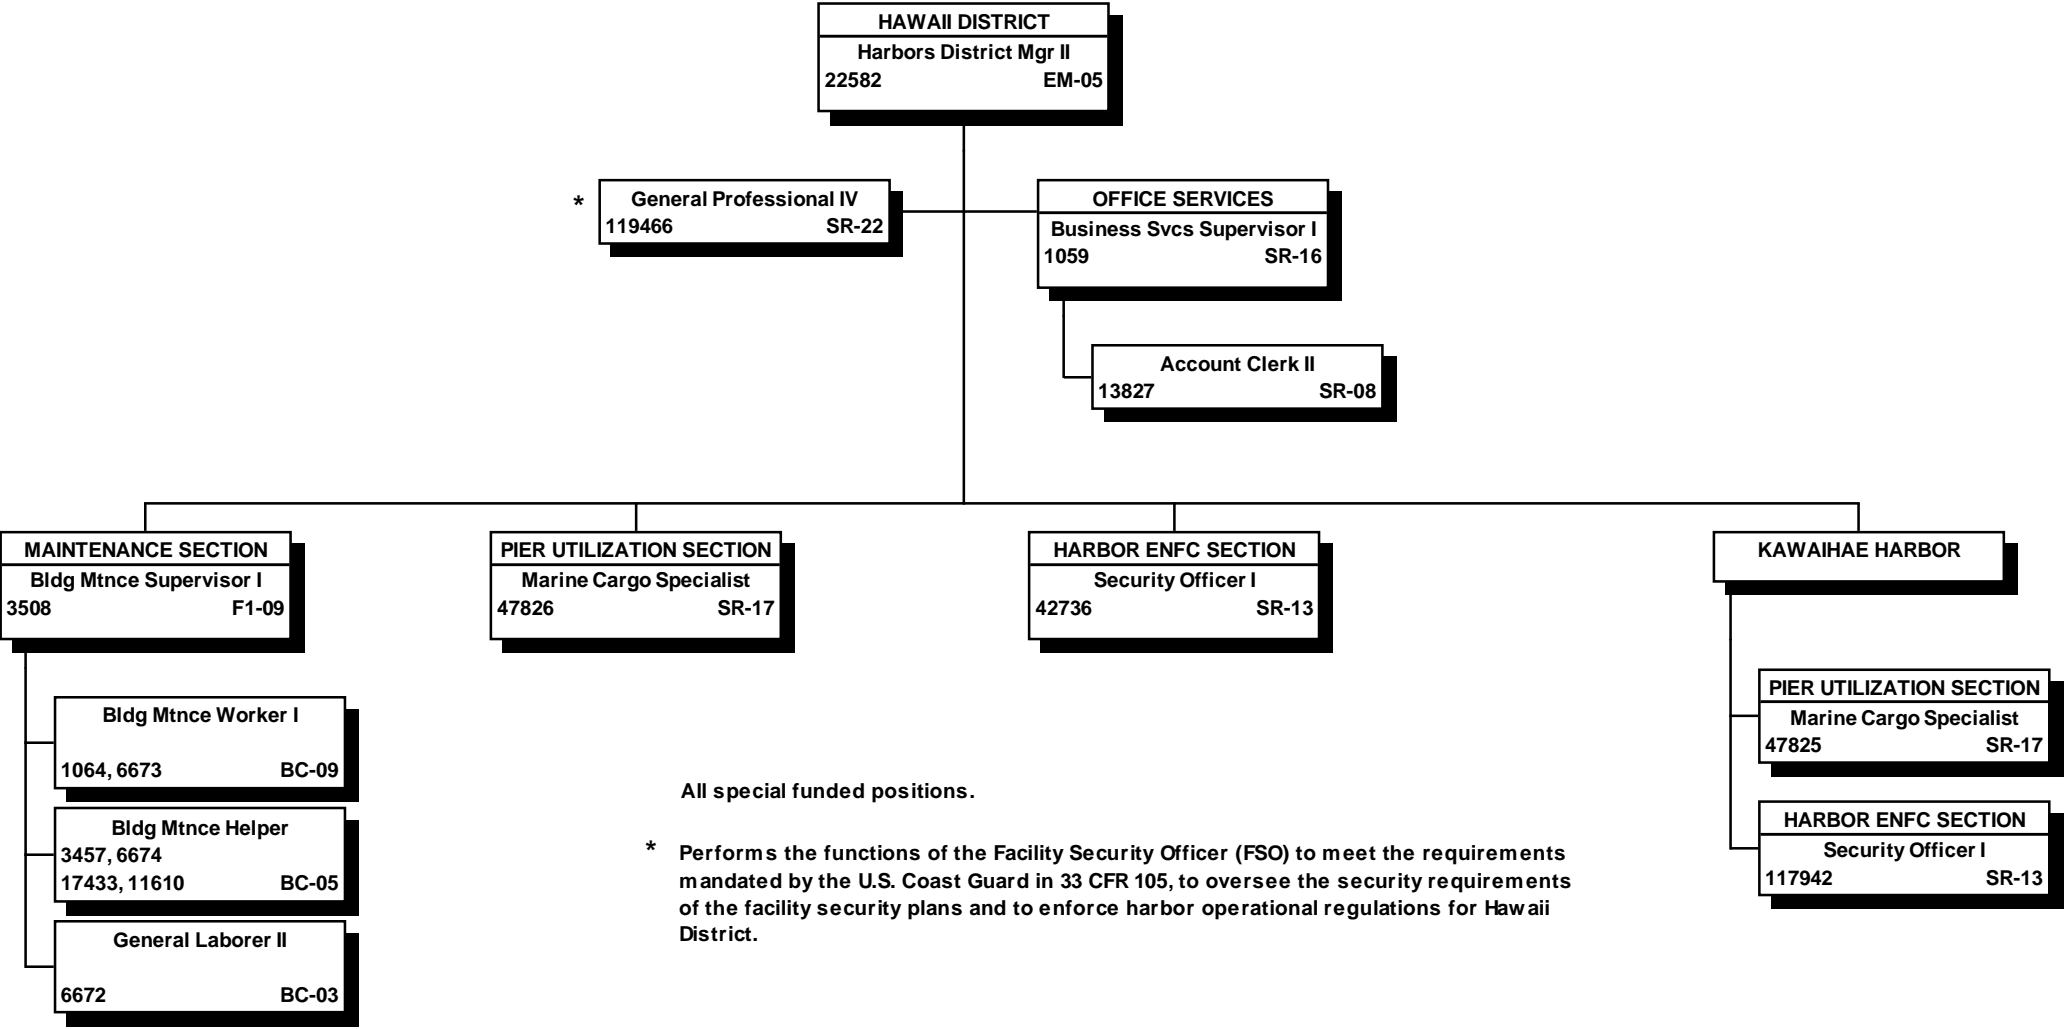 HAWAII DISTRICT
Harbors District Mgr II
22582 EM-05
*
General Professional IV
119466 SR-22
OFFICE SERVICES
Business Svcs Supervisor I
1059 SR-16
Account Clerk II
13827 SR-08
MAINTENANCE SECTION
Bldg Mtnce Supervisor I
3508 F1-09
Bldg Mtnce Worker I
1064, 6673 BC-09
Bldg Mtnce Helper
3457, 6674
17433, 11610 BC-05
General Laborer II
6672 BC-03
PIER UTILIZATION SECTION
Marine Cargo Specialist
47826 SR-17
HARBOR ENFC SECTION
Security Officer I
42736 SR-13
KAWAIHAE HARBOR
PIER UTILIZATION SECTION
Marine Cargo Specialist
47825 SR-17
HARBOR ENFC SECTION
Security Officer I
117942 SR-13
All special funded positions.
* Performs the functions of the Facility Security Officer (FSO) to meet the requirements
mandated by the U.S. Coast Guard in 33 CFR 105, to oversee the security requirements
of the facility security plans and to enforce harbor operational regulations for Hawaii
District.